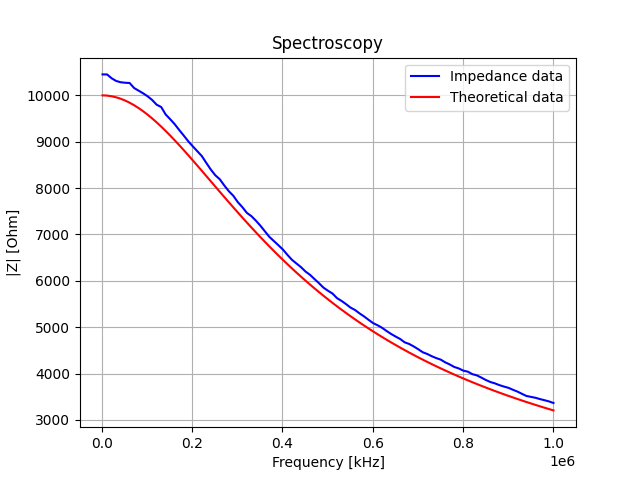 Spectroscopy
Impedance data
Theoretical data
10000
9000
8000
7000
6000
5000
4000
3000
|Z| [Ohm]
0.0 0.2 0.4 0.6 0.8 1.0
1e6
Frequency [kHz]